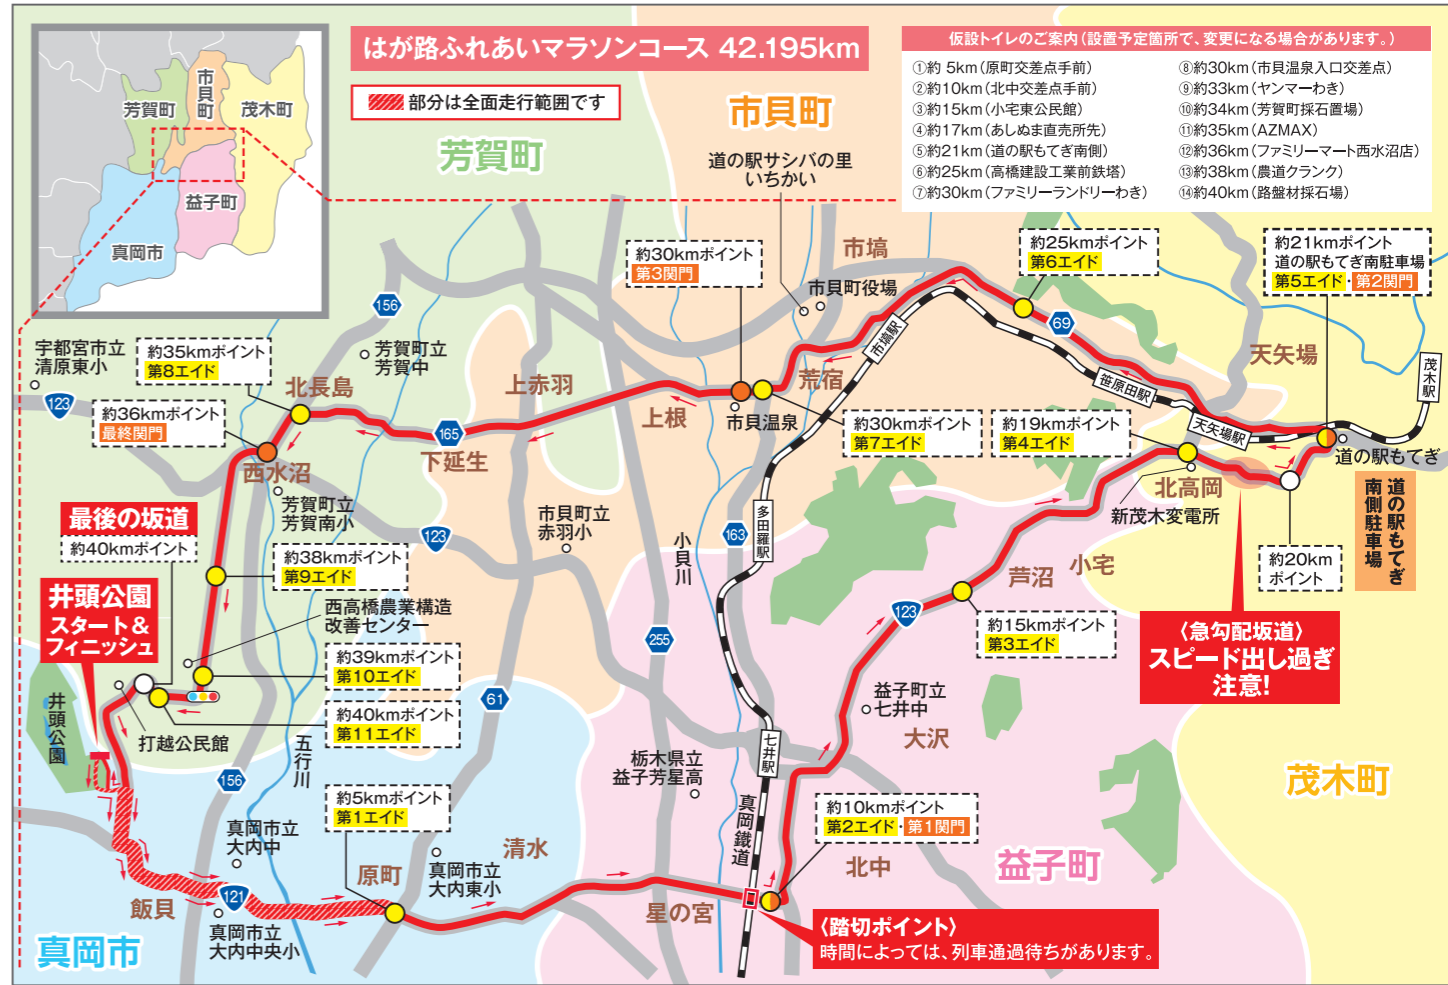 はが路ふれあいマラソンコース 42.195km
部分は全面走行範囲です
仮設トイレのご案内(設置予定箇所で、変更になる場合があります。)
①約 5km(原町交差点手前)
②約10km(北中交差点手前)
③約15km(小宅東公民館)
④約17km(あしぬま直売所先)
⑤約21km(道の駅もてぎ南側)
⑥約25km(高橋建設工業前鉄塔)
⑦約30km(ファミリーランドリーわき)
⑧約30km(市貝温泉入口交差点)
⑨約33km(ヤンマーわき)
⑩約34km(芳賀町採石置場)
⑪約35km(AZMAX)
⑫約36km(ファミリーマート西水沼店)
⑬約38km(農道クランク)
⑭約40km(路盤材採石場)
芳賀町
市貝町
茂木町
益子町
真岡市
芳賀町
市貝町
道の駅サシバの里
いちかい
市塙
市貝町役場
約30kmポイント
第3関門
約25kmポイント
第6エイド
約21kmポイント
道の駅もてぎ南駐車場
第5エイド・第2関門
69
天矢場
茂木駅
市塙駅
笹原田駅
天矢場駅
156
宇都宮市立
清原東小
123
約35kmポイント
第8エイド
芳賀町立
芳賀中
北長島
約36kmポイント
最終関門
上赤羽
165
下延生
上根
市貝温泉
荒宿
約30kmポイント
第7エイド
約19kmポイント
第4エイド
道の駅もてぎ
道の駅もてぎ
南側駐車場
北高岡
新茂木変電所
約20km
ポイント
西水沼
芳賀町立
芳賀南小
123
市貝町立
赤羽小
小貝川
163
多田羅駅
最後の坂道
約40kmポイント
約38kmポイント
第9エイド
小宅
芦沼
123
約15kmポイント
第3エイド
〈急勾配坂道〉
スピード出し過ぎ
注意!
井頭公園
スタート&
フィニッシュ
西高橋農業構造
改善センター
255
約39kmポイント
第10エイド
約40kmポイント
第11エイド
61
井頭公園
打越公民館
五行川
益子町立
七井中
大沢
七井駅
栃木県立
益子芳星高
真岡鐵道
茂木町
156
約5kmポイント
第1エイド
約10kmポイント
第2エイド・第1関門
真岡市立
大内中
原町
清水
真岡市立
大内東小
北中
益子町
121
飯貝
星の宮
真岡市立
大内中央小
真岡市
〈踏切ポイント〉
時間によっては、列車通過待ちがあります。